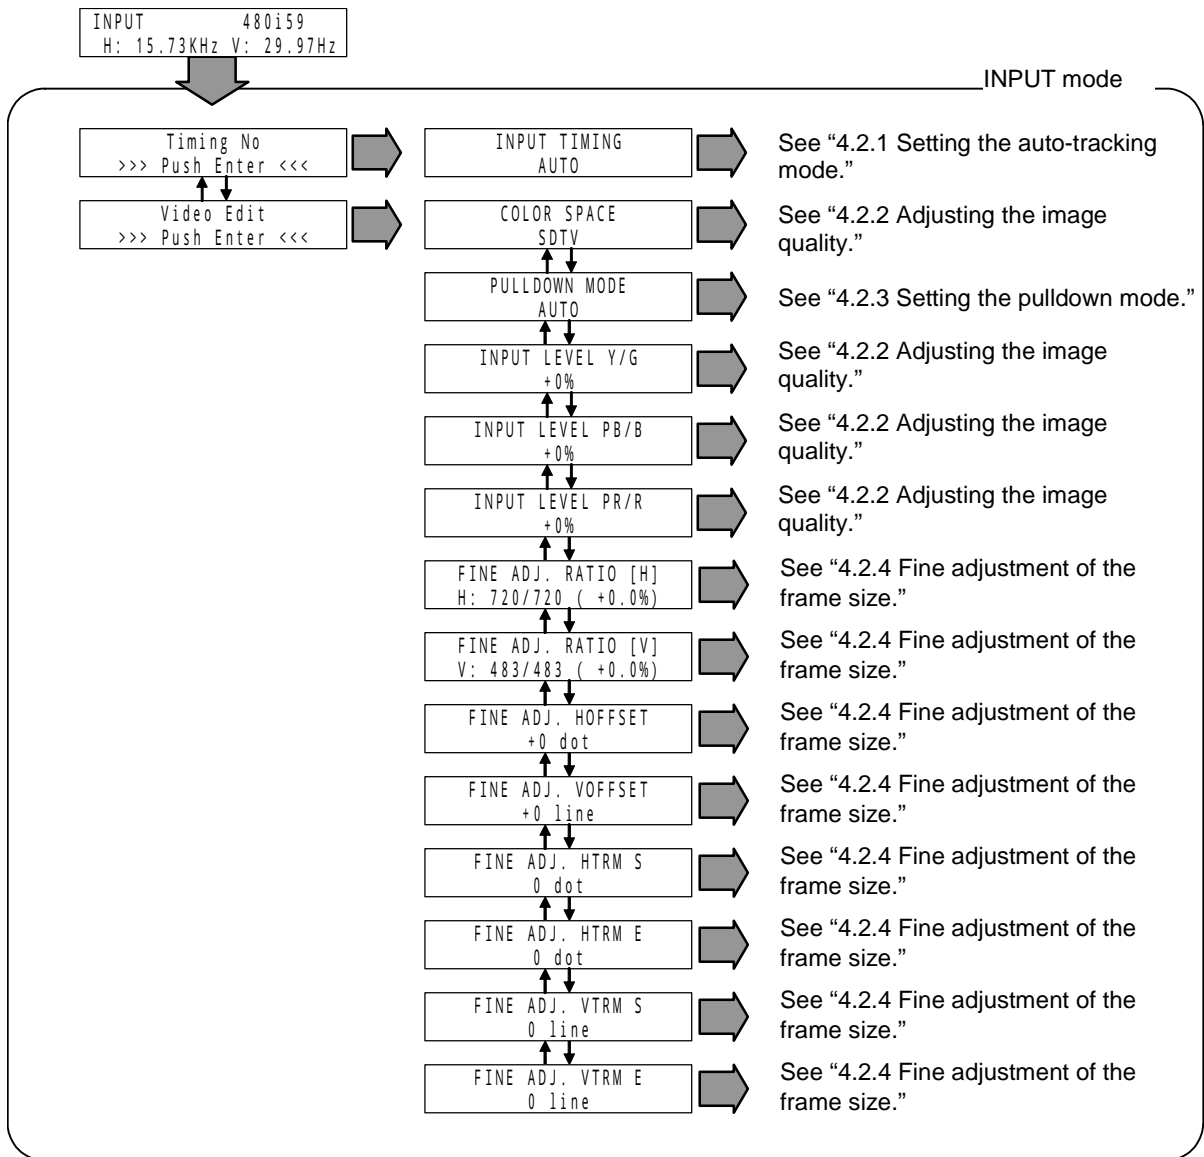 INPUT 480i59
H: 15.73KHz V: 29.97Hz
INPUT mode
Timing No
>>> Push Enter <<<
INPUT TIMING
AUTO
See “4.2.1 Setting the auto-tracking
mode.”
Video Edit
>>> Push Enter <<<
COLOR SPACE
SDTV
See “4.2.2 Adjusting the image
quality.”
PULLDOWN MODE
AUTO
See “4.2.3 Setting the pulldown mode.”
INPUT LEVEL Y/G
+0%
See “4.2.2 Adjusting the image
quality.”
INPUT LEVEL PB/B
+0%
See “4.2.2 Adjusting the image
quality.”
INPUT LEVEL PR/R
+0%
See “4.2.2 Adjusting the image
quality.”
FINE ADJ. RATIO [H]
H: 720/720 ( +0.0%)
See “4.2.4 Fine adjustment of the
frame size.”
FINE ADJ. RATIO [V]
V: 483/483 ( +0.0%)
See “4.2.4 Fine adjustment of the
frame size.”
FINE ADJ. HOFFSET
+0 dot
See “4.2.4 Fine adjustment of the
frame size.”
FINE ADJ. VOFFSET
+0 line
See “4.2.4 Fine adjustment of the
frame size.”
FINE ADJ. HTRM S
0 dot
See “4.2.4 Fine adjustment of the
frame size.”
FINE ADJ. HTRM E
0 dot
See “4.2.4 Fine adjustment of the
frame size.”
FINE ADJ. VTRM S
0 line
See “4.2.4 Fine adjustment of the
frame size.”
FINE ADJ. VTRM E
0 line
See “4.2.4 Fine adjustment of the
frame size.”